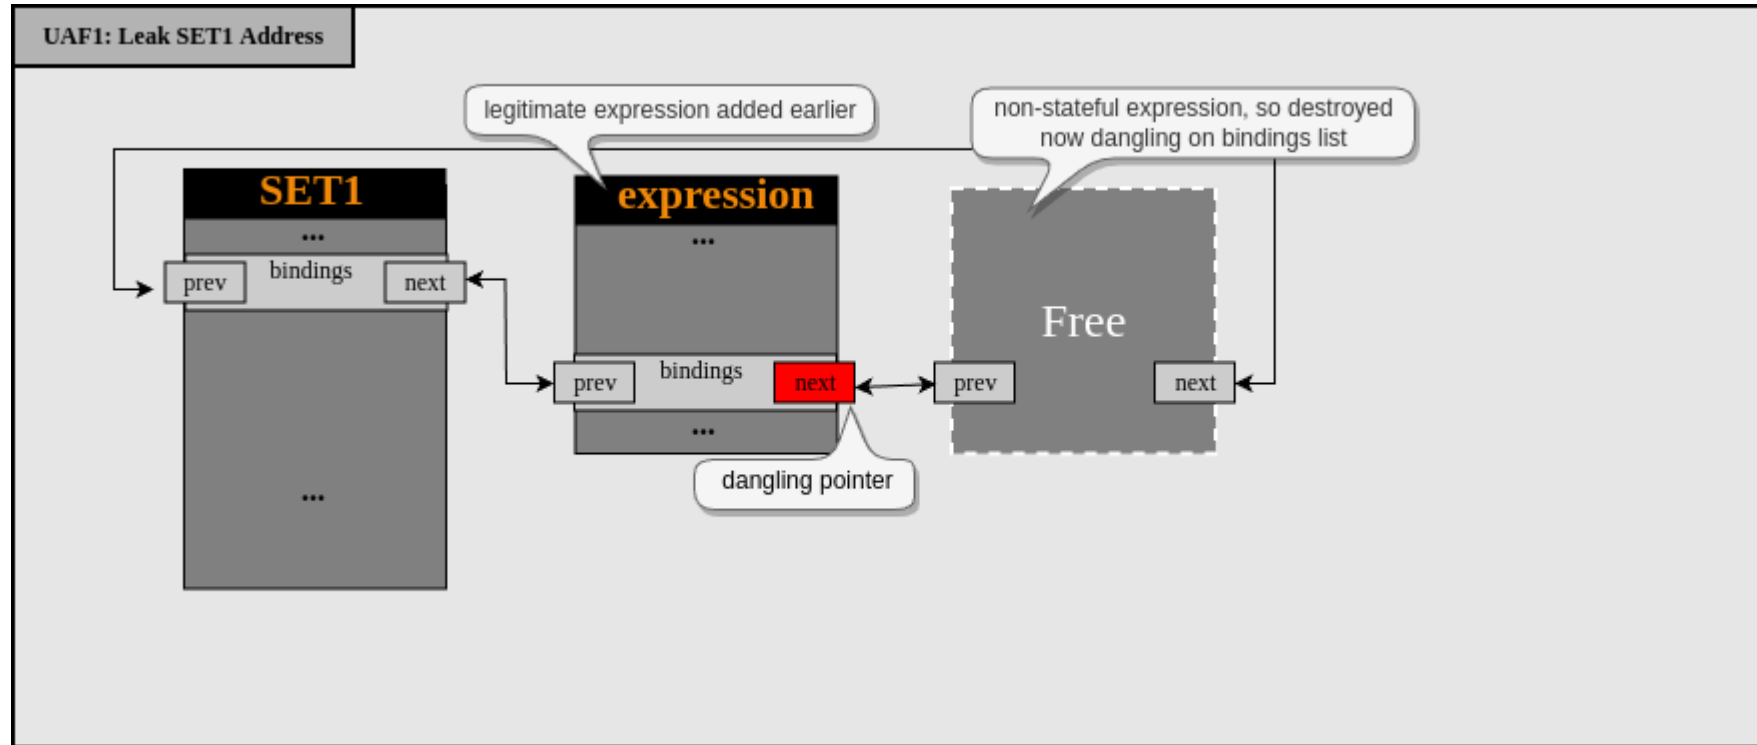 UAF1: Leak SET1 Address
legitimate expression added earlier
non-stateful expression, so destroyed
now dangling on bindings list
SET1
...
prev
bindings
next
...
expression
...
prev
bindings
next
...
dangling pointer
Free
prev
next